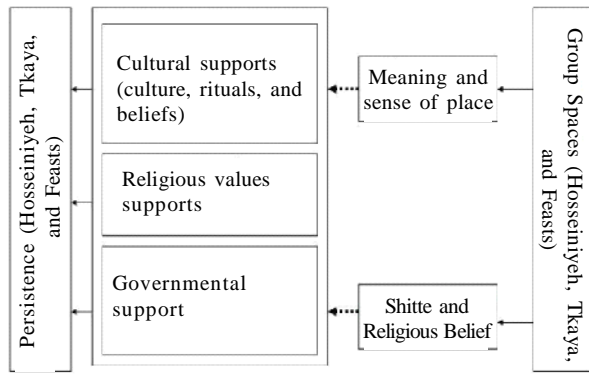 Persistence (Hosseiniyeh, Tkaya,
and Feasts)
Cultural supports
(culture, rituals, and
beliefs)
Religious values
supports
Governmental
support
Meaning and
sense of place
Shitte and
Religious Belief
Group Spaces (Hosseiniyeh, Tkaya,
and Feasts)